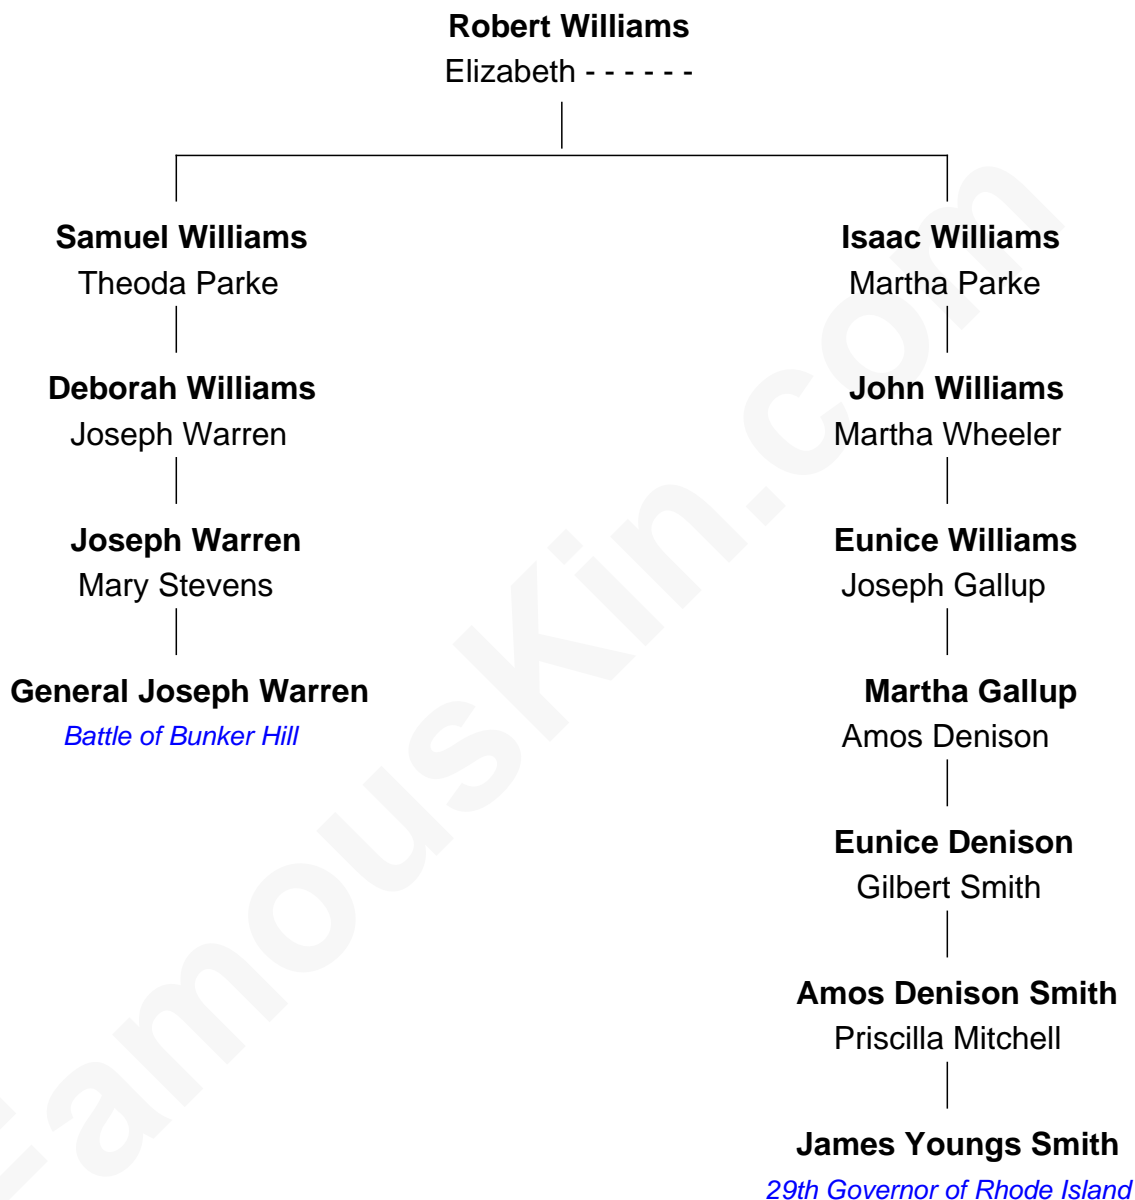 Robert Williams
Elizabeth - - - - - -
Samuel Williams
Theoda Parke
Deborah Williams
Joseph Warren
Joseph Warren
Mary Stevens
General Joseph Warren
Battle of Bunker Hill
Isaac Williams
Martha Parke
John Williams
Martha Wheeler
Eunice Williams
Joseph Gallup
Martha Gallup
Amos Denison
Eunice Denison
Gilbert Smith
Amos Denison Smith
Priscilla Mitchell
James Youngs Smith
29th Governor of Rhode Island
FamousKin.com